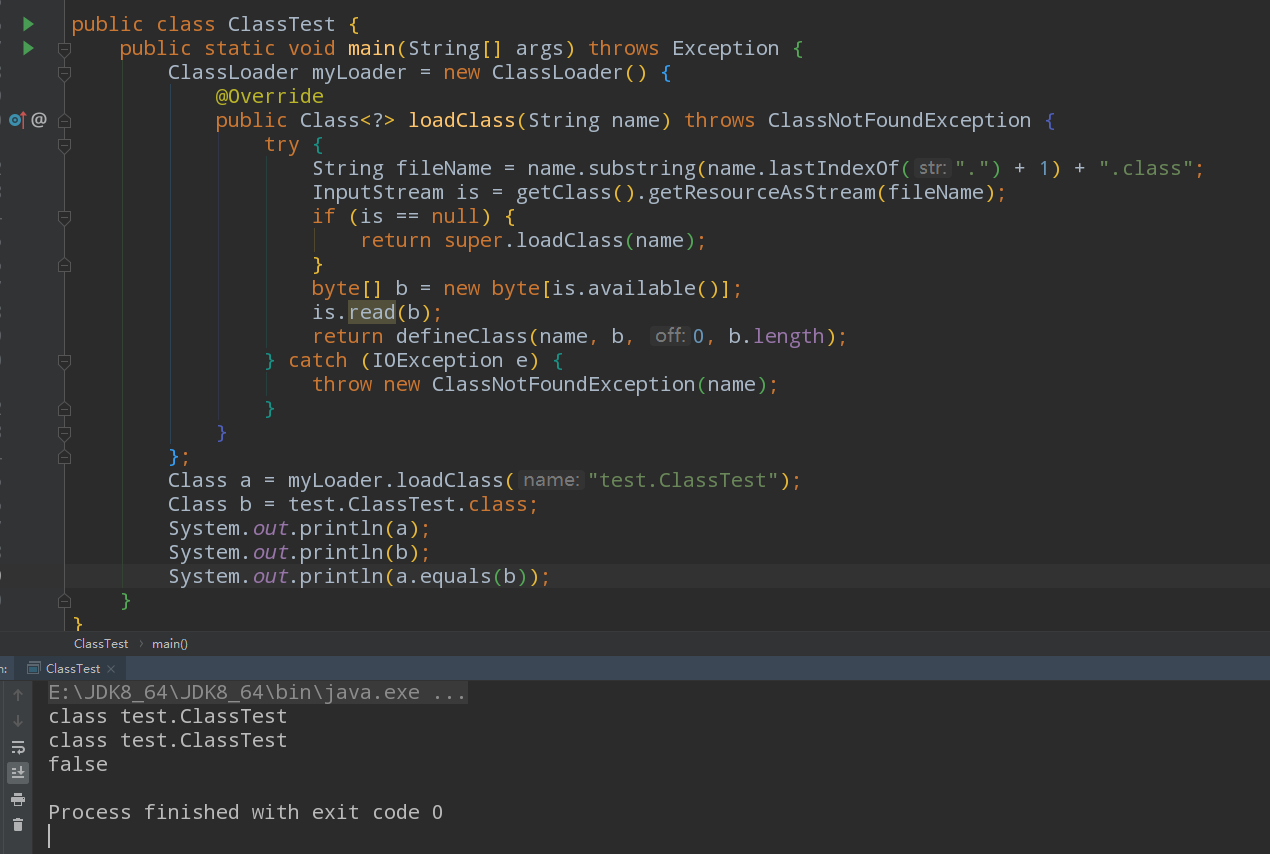 public class ClassTest {
public static void main(String[] args) throws Exception {
ClassLoader myLoader = new ClassLoader() {
@Override
@ public Class<?> loadClass(String name) throws ClassNotFoundException {
try {
String fileName = name.substring(name.lastIndexOf( str: ".") + 1) + ".class";
InputStream is = getClass().getResourceAsStream(fileName);
if (is == null) {
return super.loadClass(name);
}
byte[] b = new byte[is.available()];
is.read(b);
return defineClass(name, b, off: 0, b.length);
} catch (IOException e) {
throw new ClassNotFoundException(name);
}
}
};
Class a = myLoader.loadClass( name: "test.ClassTest");
Class b = test.ClassTest.class;
System.out.println(a);
System.out.println(b);
System.out.println(a.equals(b));
}
}
ClassTest › main()
n: ClassTest ×
E:\JDK8_64\JDK8_64\bin\java.exe ...
class test.ClassTest
class test.ClassTest
false
Process finished with exit code 0